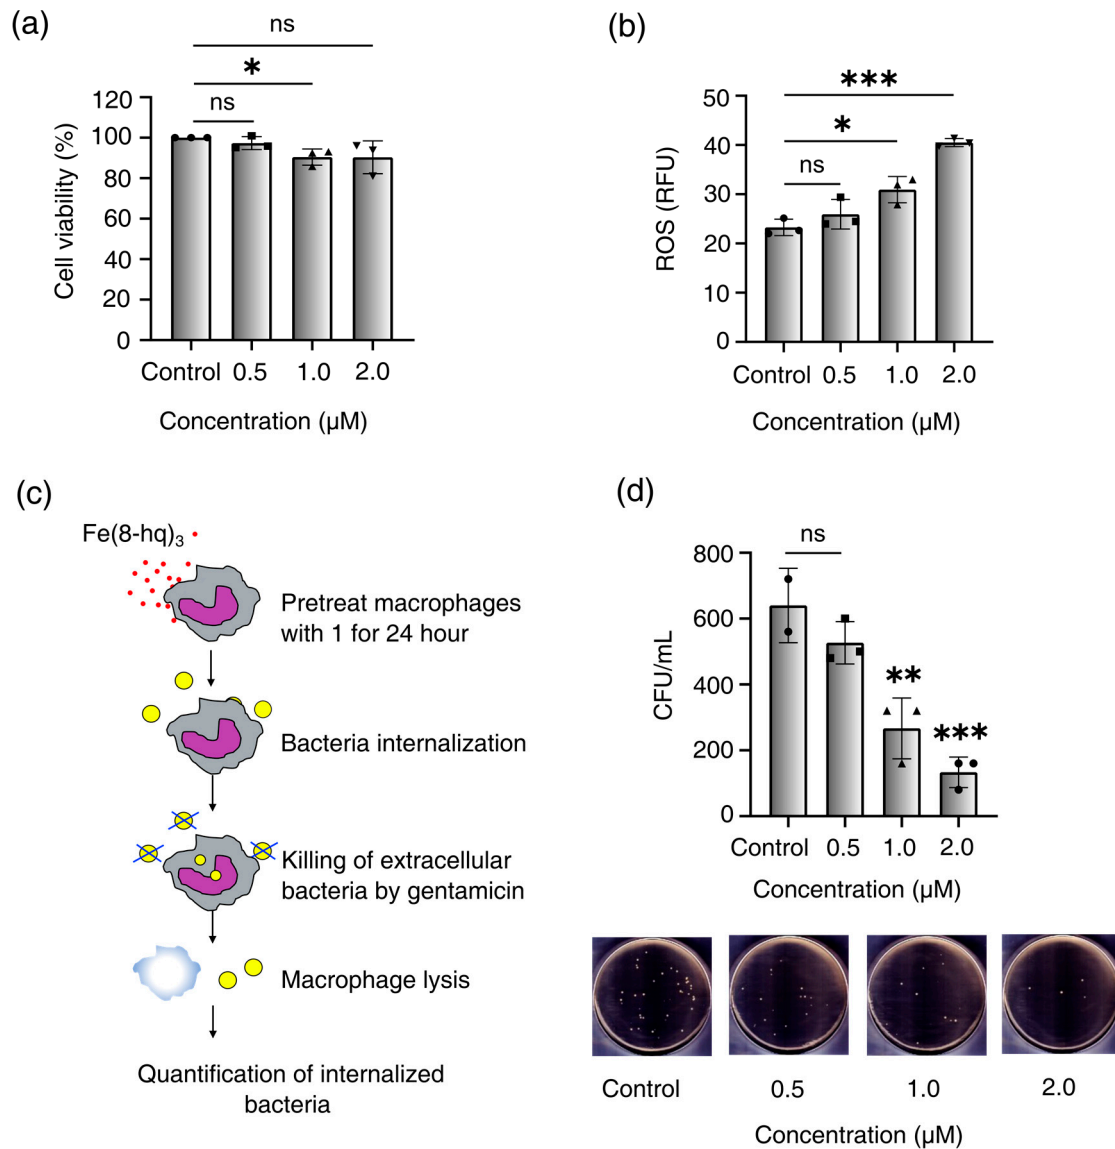 (a)
ns
*
ns
120
100
80
60
40
20
0
Cell viability (%)
Control 0.5 1.0 2.0
Concentration (μM)
(b)
***
*
ns
50
40
30
20
10
0
ROS (RFU)
Control 0.5 1.0 2.0
Concentration (μM)
(c)
Fe(8-hq)₃
Pretreat macrophages
with 1 for 24 hour
Bacteria internalization
Killing of extracellular
bacteria by gentamicin
Macrophage lysis
Quantification of internalized
bacteria
(d)
ns
**
***
800
600
400
200
0
CFU/mL
Control 0.5 1.0 2.0
Concentration (μM)
Control 0.5 1.0 2.0
Concentration (μM)